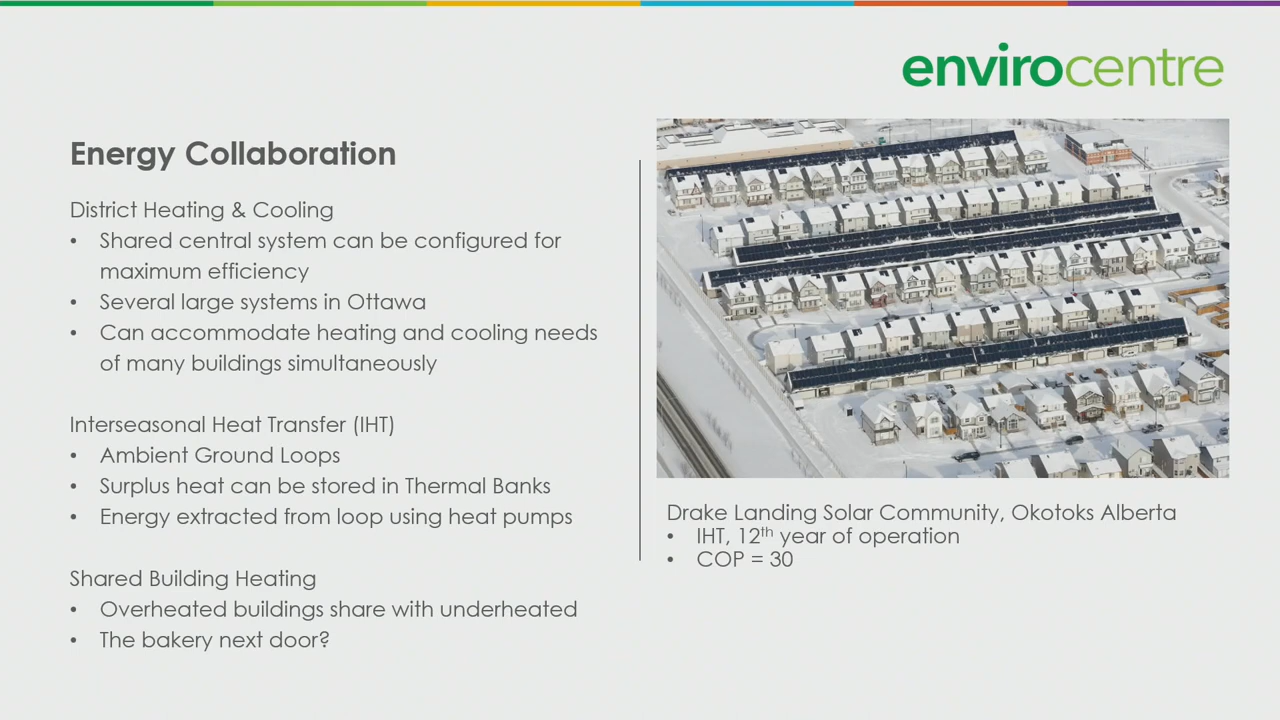 envirocentre
Energy Collaboration
District Heating & Cooling
• Shared central system can be configured for
maximum efficiency
• Several large systems in Ottawa
• Can accommodate heating and cooling needs
of many buildings simultaneously
Interseasonal Heat Transfer (IHT)
• Ambient Ground Loops
• Surplus heat can be stored in Thermal Banks
• Energy extracted from loop using heat pumps
Shared Building Heating
• Overheated buildings share with underheated
• The bakery next door?
Drake Landing Solar Community, Okotoks Alberta
• IHT, 12th year of operation
• COP = 30